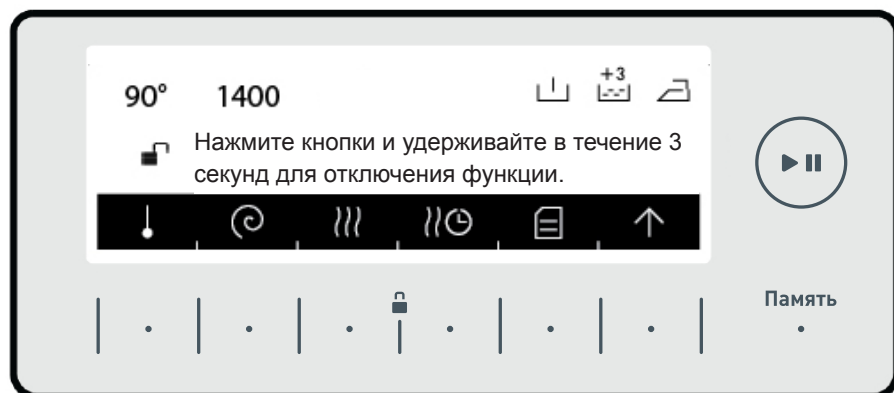 90° 1400 +3
Нажмите кнопки и удерживайте в течение 3
секунд для отключения функции.
Память